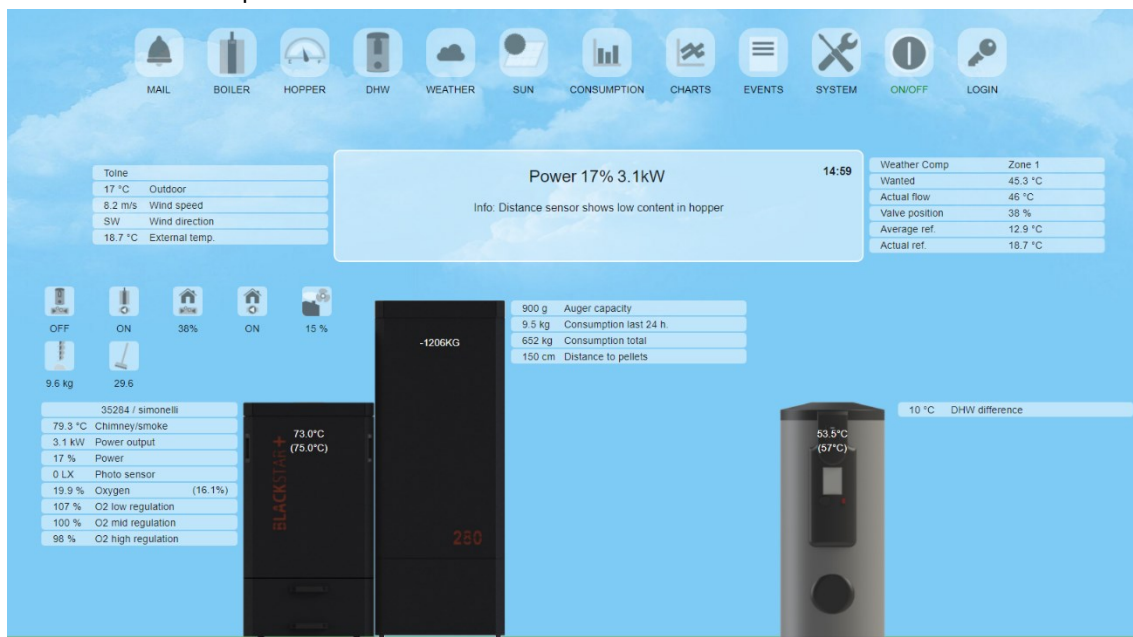 MAIL BOILER HOPPER DHW WEATHER SUN CONSUMPTION CHARTS EVENTS SYSTEM ON/OFF LOGIN
Tolne
17 °C Outdoor
8.2 m/s Wind speed
SW Wind direction
18.7 °C External temp.
Power 17% 3.1kW
14:59
Info: Distance sensor shows low content in hopper
Weather Comp Zone 1
Wanted 45.3 °C
Actual flow 46 °C
Valve position 38 %
Average ref. 12.9 °C
Actual ref. 18.7 °C
OFF ON 38% ON 15 %
9.6 kg 29.6
-1206KG
900 g Auger capacity
9.5 kg Consumption last 24 h.
652 kg Consumption total
150 cm Distance to pellets
35284 / simonelli
79.3 °C Chimney/smoke
3.1 kW Power output
17 % Power
0 LX Photo sensor
19.9 % Oxygen (16.1%)
107 % O2 low regulation
100 % O2 mid regulation
98 % O2 high regulation
73.0°C
(75.0°C)
BLACKSTAR+
280
53.5°C
(57°C)
10 °C DHW difference